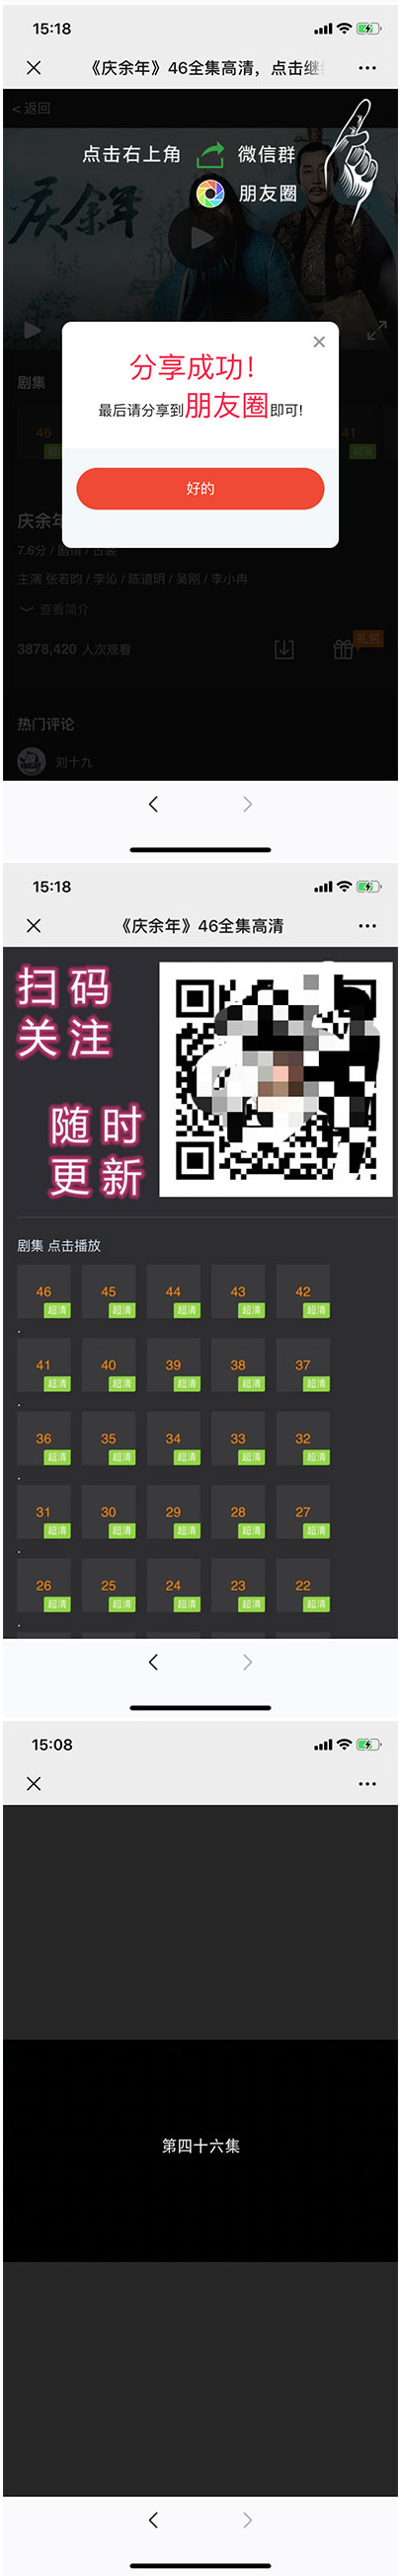 15:18
《庆余年》46全集高清，点击继续
< 返回
点击右上角 微信群
朋友圈
庆余年
分享成功！
最后请分享到朋友圈即可!
好的
剧集
46
41
庆余年
7.6分 / 剧情 / 古装
主演 张若昀 / 李沁 / 陈道明 / 吴刚 / 李小冉
查看简介
3878,420 人次观看
礼包
热门评论
刘十九
15:18
《庆余年》46全集高清
扫码
关注
随时
更新
剧集 点击播放
46 45 44 43 42
超清 超清 超清 超清 超清
41 40 39 38 37
超清 超清 超清 超清 超清
36 35 34 33 32
超清 超清 超清 超清 超清
31 30 29 28 27
超清 超清 超清 超清 超清
26 25 24 23 22
超清 超清 超清 超清 超清
15:08
第四十六集